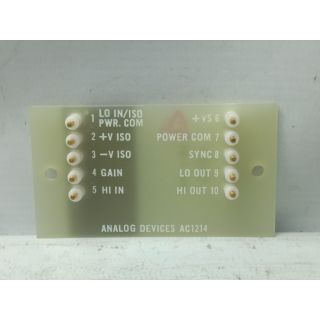 1 LO IN/ISO PWR. COM
2 +V ISO
3 −V ISO
4 GAIN
5 HI IN
+VS 6
POWER COM 7
SYNC 8
LO OUT 9
HI OUT 10
ANALOG DEVICES AC1214